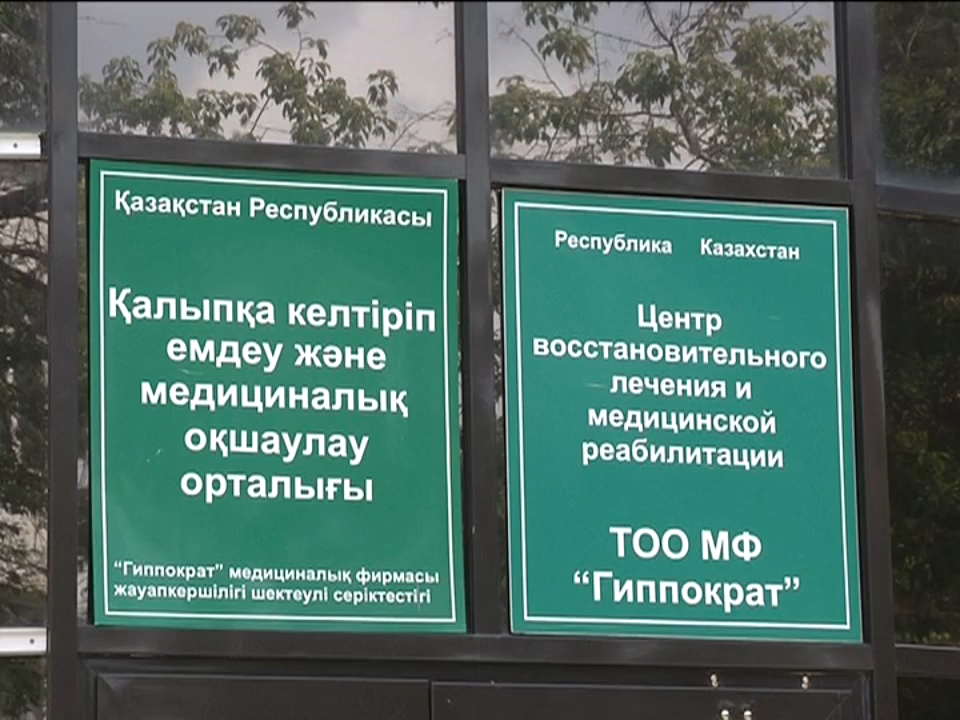 Қазақстан Республикасы
Қалыпқа келтіріп
емдеу және
медициналық
оқшаулау
орталығы
“Гиппократ” медициналық фирмасы
жауапкершілігі шектеулі серіктестігі
Республика Казахстан
Центр
восстановительного
лечения и
медицинской
реабилитации
ТОО МФ
“Гиппократ”